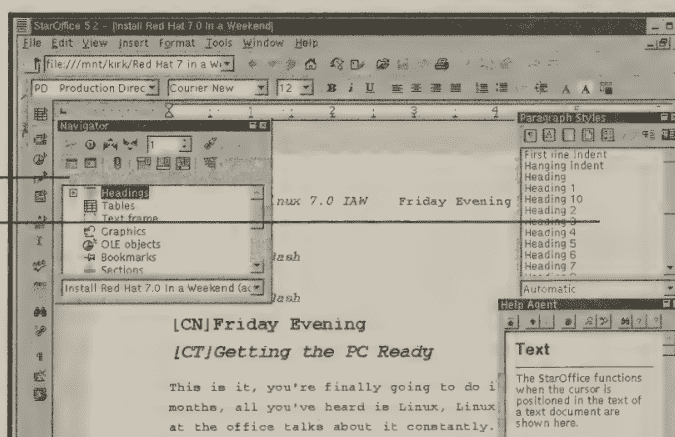 StarOffice 5.2 - [Install Red Hat 7.0 In a Weekend]
File Edit View Insert Format Tools Window Help
file:///mnt/kirk/Red Hat 7 in a
PD Production Direc Courier New 12 B i U A A
1 1 2 3 4
Navigator
1
Headings
Tables
Text frame
Graphics
OLE objects
Bookmarks
Sections
Install Red Hat 7.0 In a Weekend
Paragraph Styles
First line Indent
Hanging indent
Heading
Heading 1
Heading 10
Heading 2
Heading 3
Heading 4
Heading 5
Heading 6
Heading 7
Automatic
Help Agent
Text
The StarOffice functions
when the cursor is
positioned in the text of
a text document are
shown here.
7.0 IAW Friday Evening
[CN]Friday Evening
[CT]Getting the PC Ready
This is it, you're finally going to do
months, all you've heard is Linux, Linux
at the office talks about it constantly.